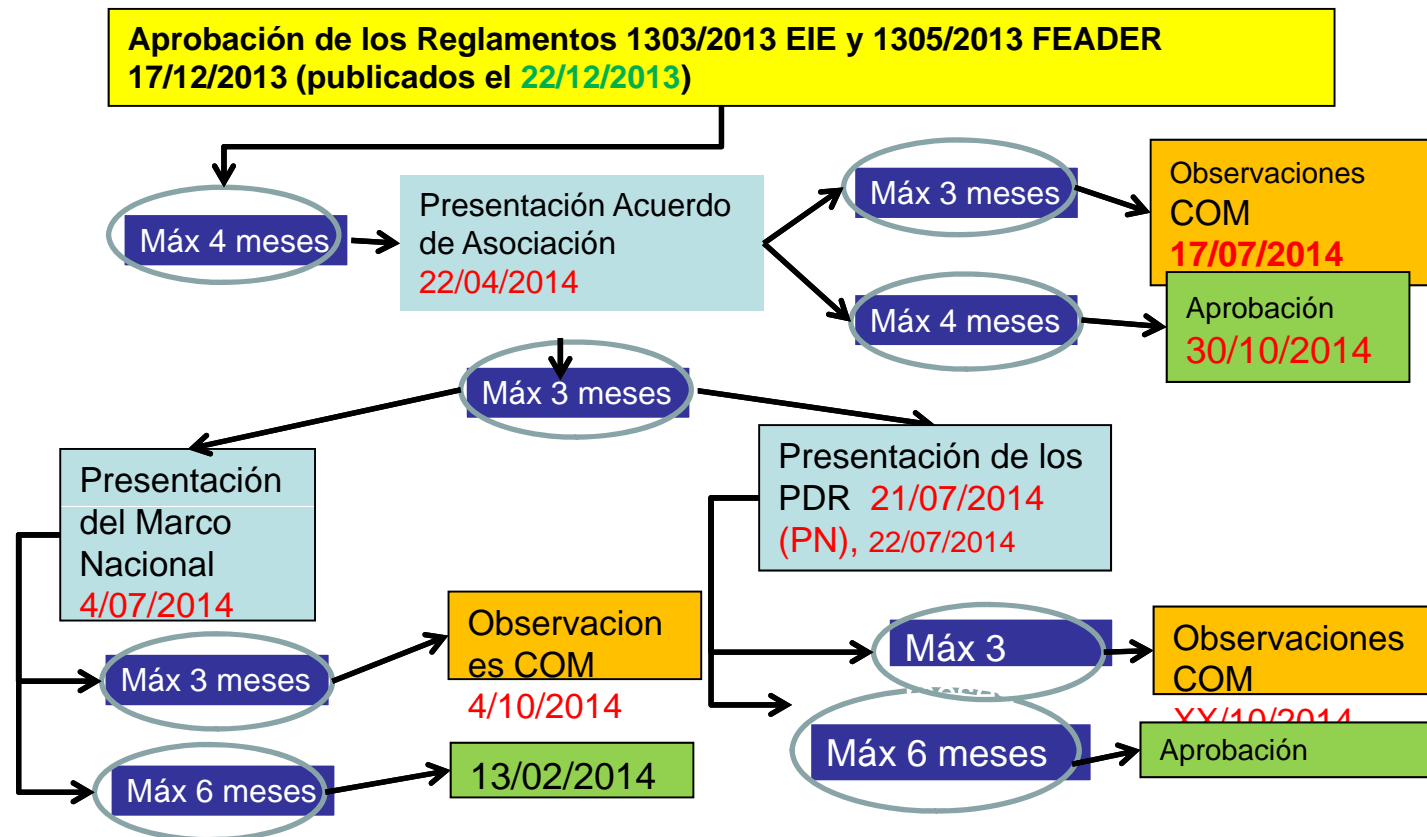 Aprobación de los Reglamentos 1303/2013 EIE y 1305/2013 FEADER
17/12/2013 (publicados el 22/12/2013)
Máx 4 meses
Presentación Acuerdo
de Asociación
22/04/2014
Máx 3 meses
Observaciones
COM
17/07/2014
Máx 4 meses
Aprobación
30/10/2014
Máx 3 meses
Presentación
del Marco
Nacional
4/07/2014
Presentación de los
PDR 21/07/2014
(PN), 22/07/2014
Máx 3 meses
Observacion
es COM
4/10/2014
Máx 6 meses
13/02/2014
Máx 3
Observaciones
COM
XX/10/2014
Máx 6 meses
Aprobación